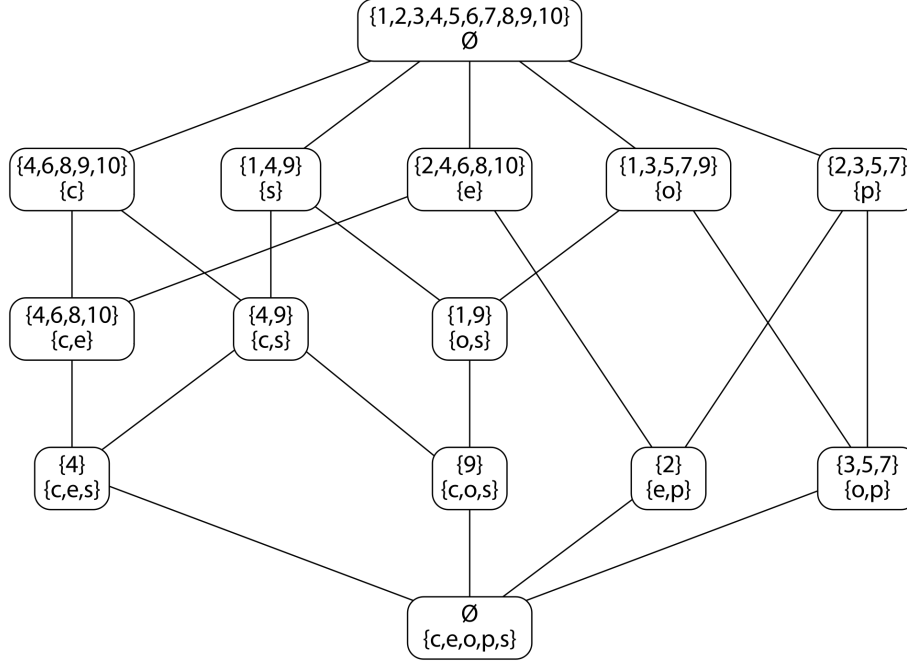 {1,2,3,4,5,6,7,8,9,10}
Ø
{4,6,8,9,10}
{c}
{1,4,9}
{s}
{2,4,6,8,10}
{e}
{1,3,5,7,9}
{o}
{2,3,5,7}
{p}
{4,6,8,10}
{c,e}
{4,9}
{c,s}
{1,9}
{o,s}
{4}
{c,e,s}
{9}
{c,o,s}
{2}
{e,p}
{3,5,7}
{o,p}
Ø
{c,e,o,p,s}